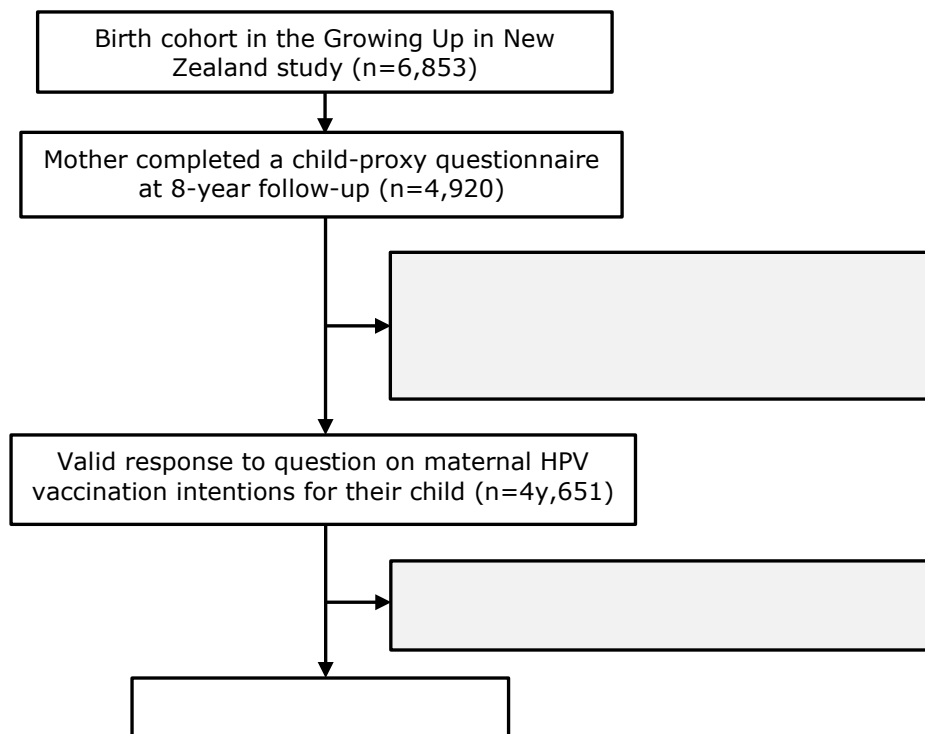 Birth cohort in the Growing Up in New
Zealand study (n=6,853)
Mother completed a child-proxy questionnaire
at 8-year follow-up (n=4,920)
Valid response to question on maternal HPV
vaccination intentions for their child (n=4y,651)